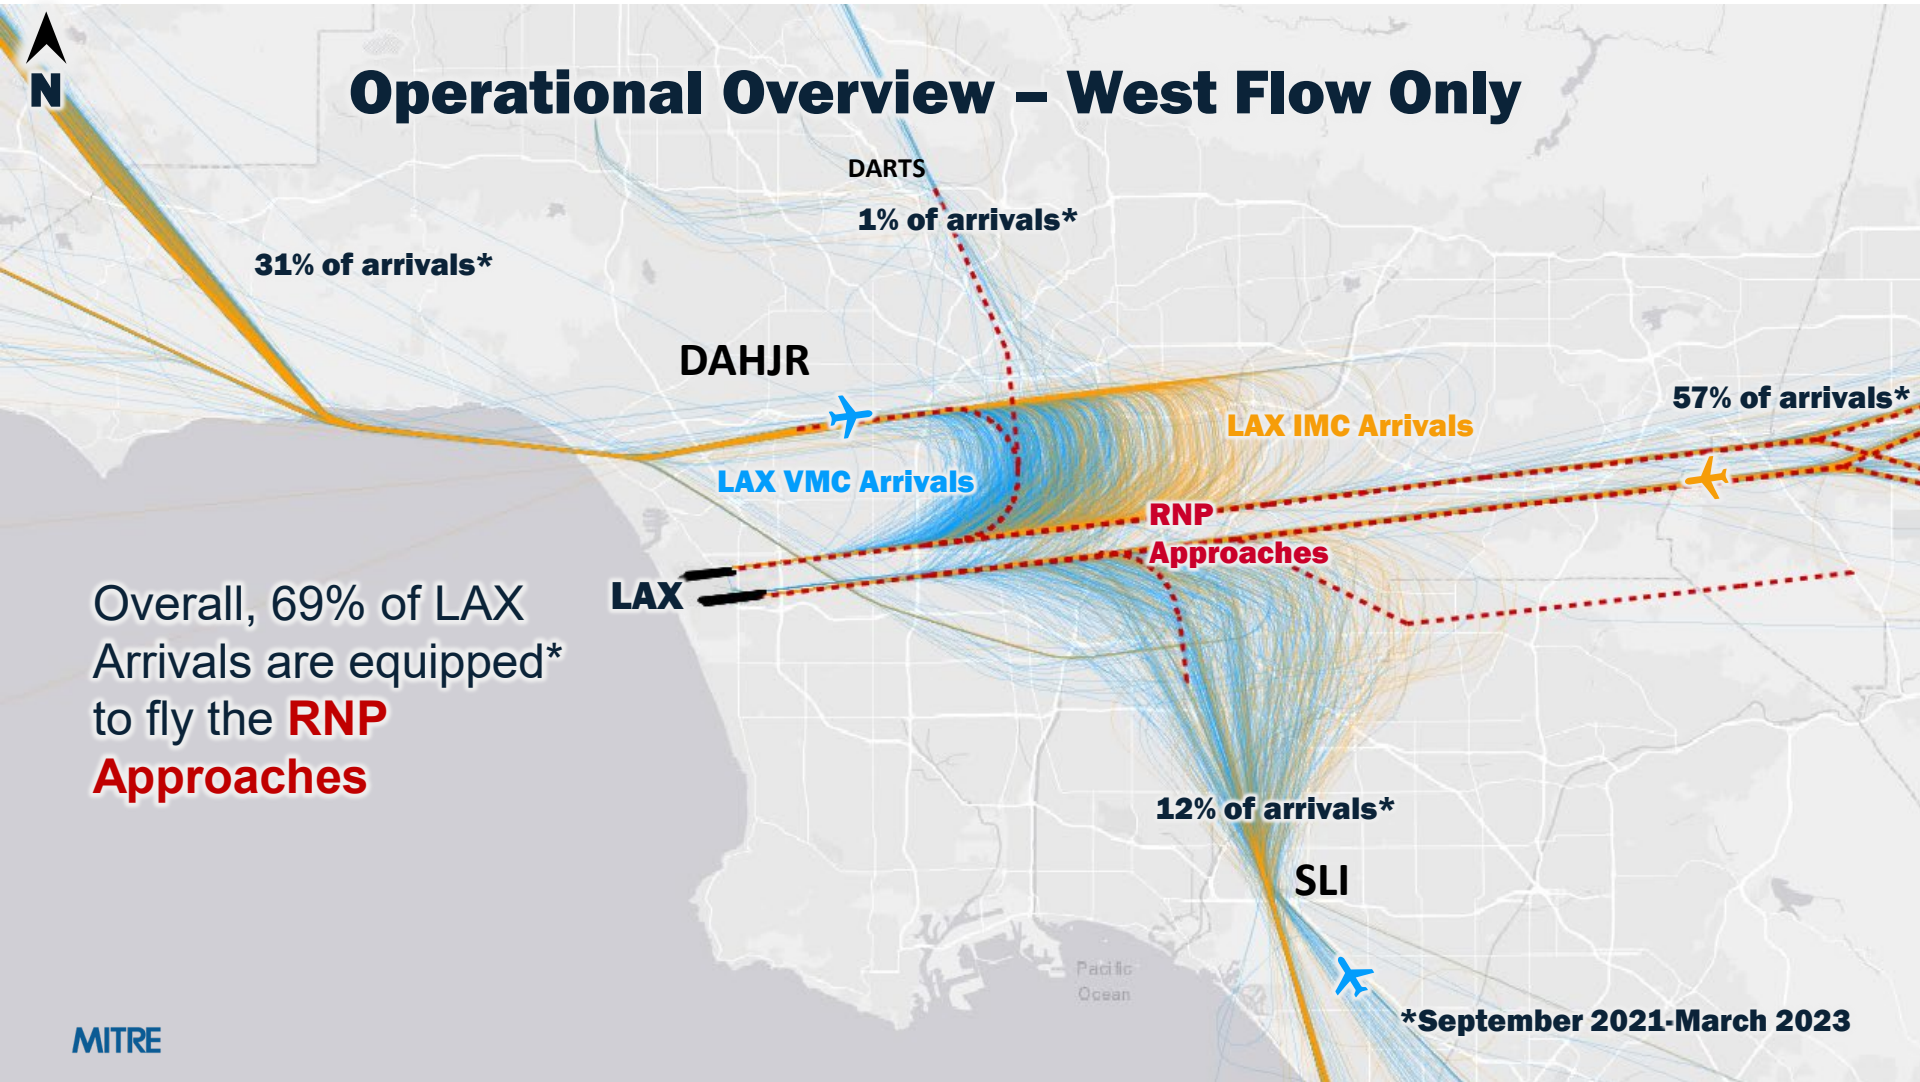 N
Operational Overview – West Flow Only
DARTS
1% of arrivals*
31% of arrivals*
DAHJR
57% of arrivals*
LAX IMC Arrivals
LAX VMC Arrivals
RNP
Approaches
LAX
Overall, 69% of LAX
Arrivals are equipped*
to fly the RNP
Approaches
12% of arrivals*
SLI
Pacific
Ocean
*September 2021-March 2023
MITRE